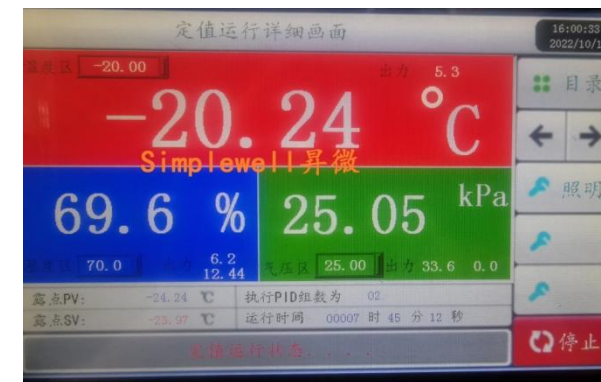 定值运行详细画面
16:00:33
2022/10/1
温度区 -20.00 出力 5.3
-20.24 ℃
Simplewell昇微
69.6 %
25.05 kPa
70.0 出力 6.2 12.44
气压区 25.00 出力 33.6 0.0
露点PV: -24.24 ℃ 执行PID组数为 02
露点SV: ℃ 运行时间 00007 时 45 分 12 秒
定值运行状态......
目录
照明
停止